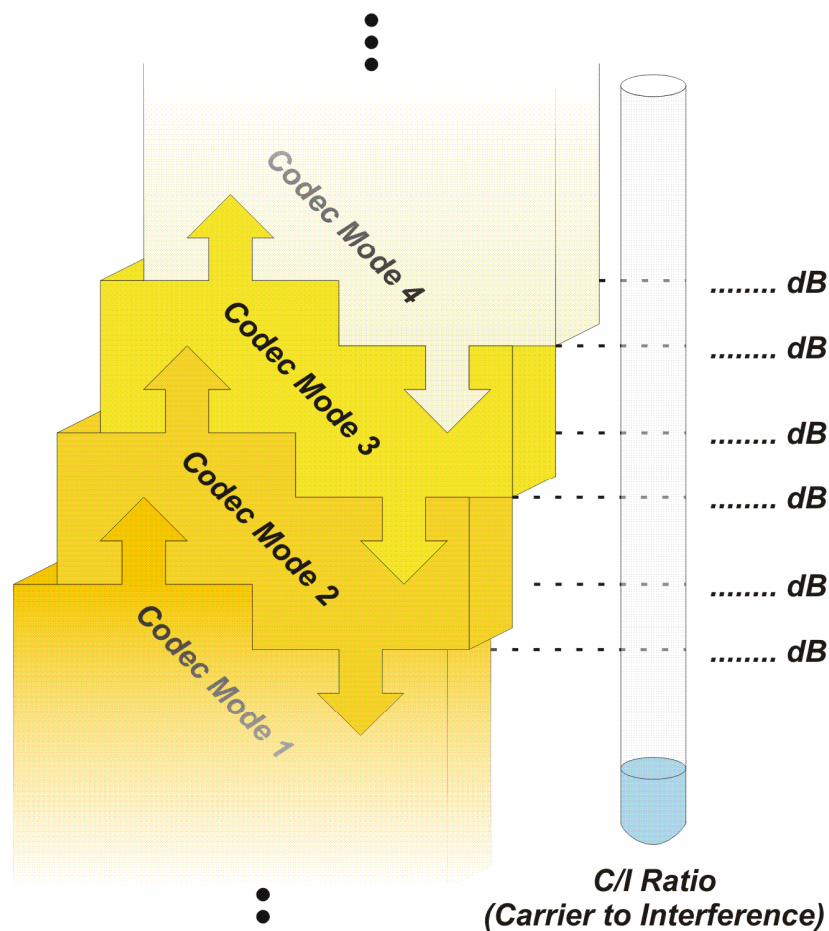 Codec Mode 4
Codec Mode 3
Codec Mode 2
Codec Mode 1
........ dB
........ dB
........ dB
........ dB
........ dB
........ dB
C/I Ratio
(Carrier to Interference)